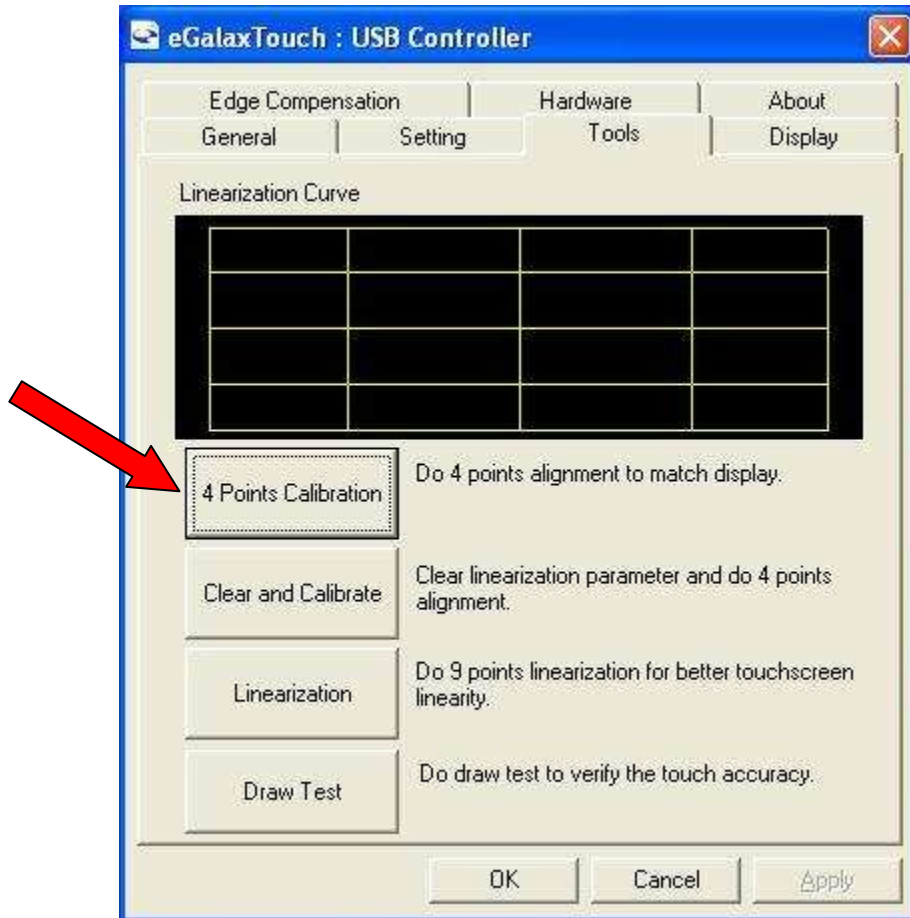 eGalaxTouch : USB Controller
Edge Compensation Hardware About
General Setting Tools Display
Linearization Curve
4 Points Calibration
Do 4 points alignment to match display.
Clear and Calibrate
Clear linearization parameter and do 4 points
alignment.
Linearization
Do 9 points linearization for better touchscreen
linearity.
Draw Test
Do draw test to verify the touch accuracy.
OK Cancel Apply